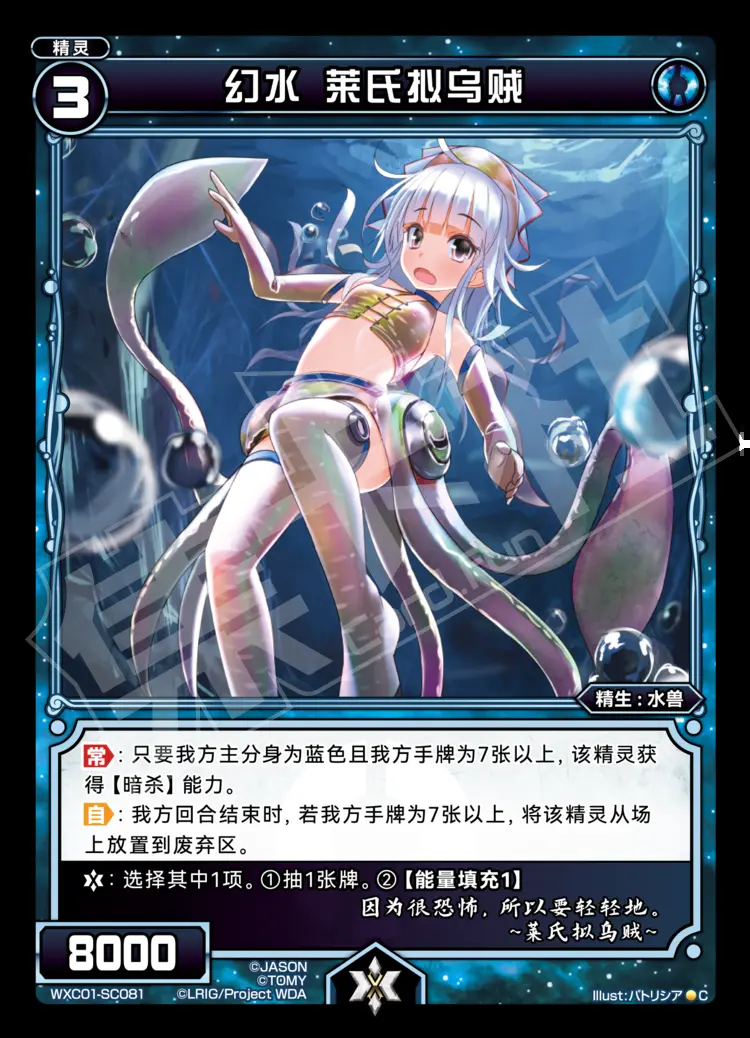 精灵
3
幻水 莱氏拟乌贼
精生:水兽
常:只要我方主分身为蓝色且我方手牌为7张以上,该精灵获
得【暗杀】能力。
自:我方回合结束时,若我方手牌为7张以上,将该精灵从场
上放置到废弃区。
:选择其中1项。①抽1张牌。②【能量填充1】
因为很恐怖,所以要轻轻地。
~莱氏拟乌贼~
8000
©JASON
©TOMY
WXC01-SC081 ©LRIG/Project WDA
Illust:パトリシア C